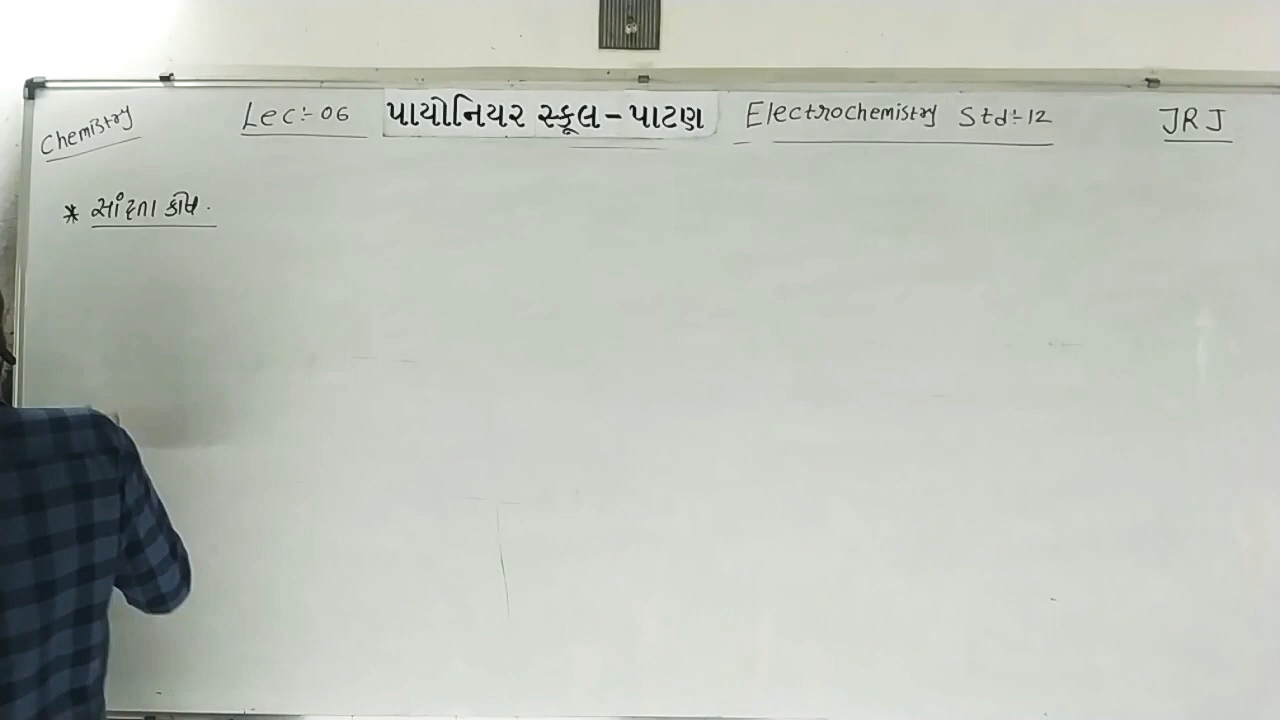 Chemistry Lec:- 06 પાયોનિયર સ્કૂલ - પાટણ Electrochemistry Std:- 12 JRJ
* સાંદ્રતા કોષ.